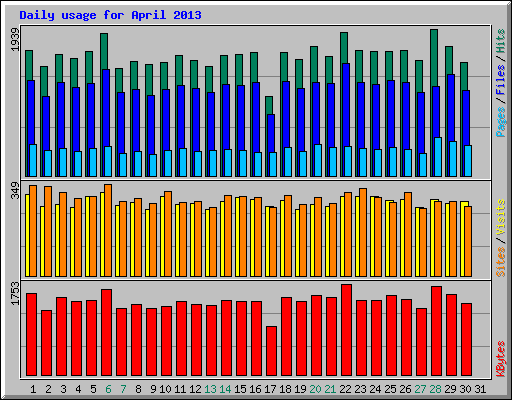 Daily usage for April 2013
1939
Pages / Files / Hits
349
Sites / Visits
1753
KBytes
1 2 3 4 5 6 7 8 9 10 11 12 13 14 15 16 17 18 19 20 21 22 23 24 25 26 27 28 29 30 31